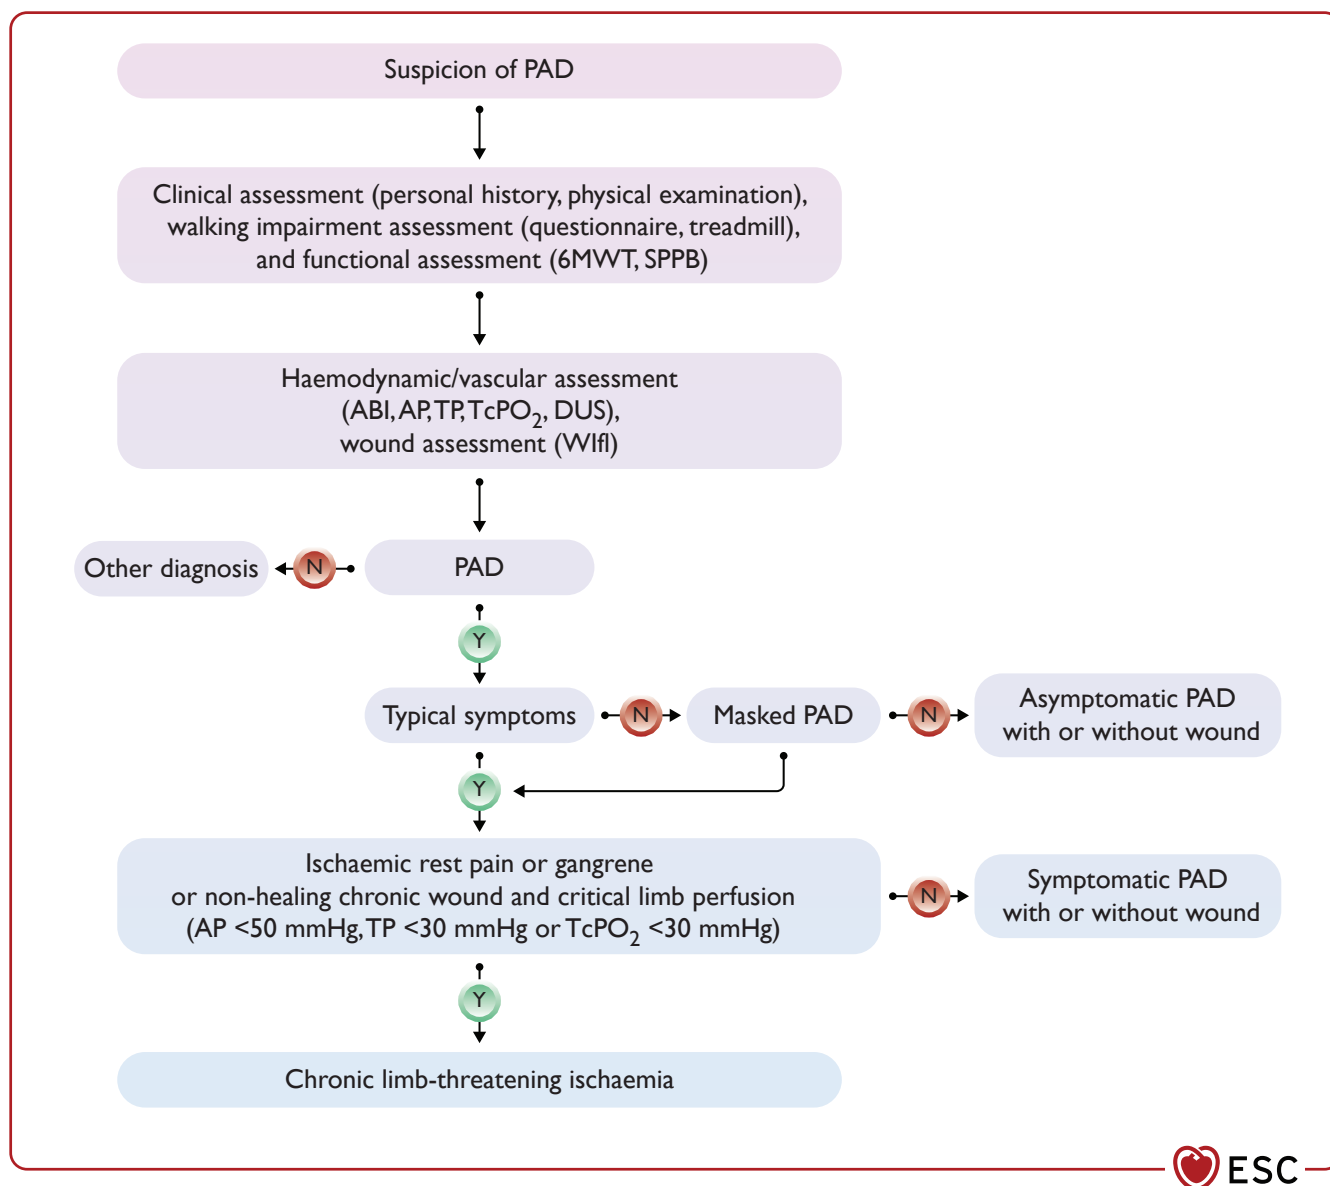 Suspicion of PAD
Clinical assessment (personal history, physical examination),
walking impairment assessment (questionnaire, treadmill),
and functional assessment (6MWT, SPPB)
Haemodynamic/vascular assessment
(ABI, AP, TP, TcPO2, DUS),
wound assessment (WIfI)
Other diagnosis
N
PAD
Y
Typical symptoms
N
Masked PAD
N
Asymptomatic PAD
with or without wound
Y
Ischaemic rest pain or gangrene
or non-healing chronic wound and critical limb perfusion
(AP <50 mmHg, TP <30 mmHg or TcPO2 <30 mmHg)
N
Symptomatic PAD
with or without wound
Y
Chronic limb-threatening ischaemia
ESC